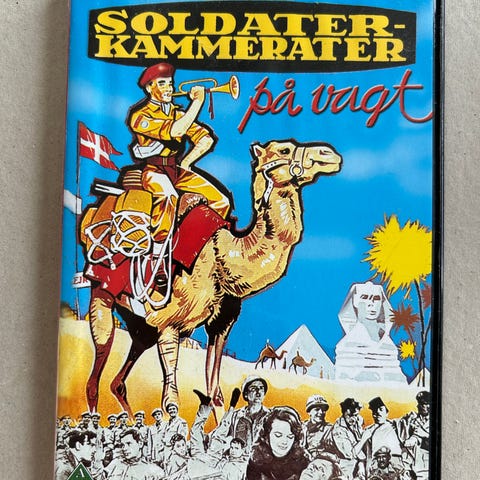 SOLDATER-
KAMMERATER
på vagt
A